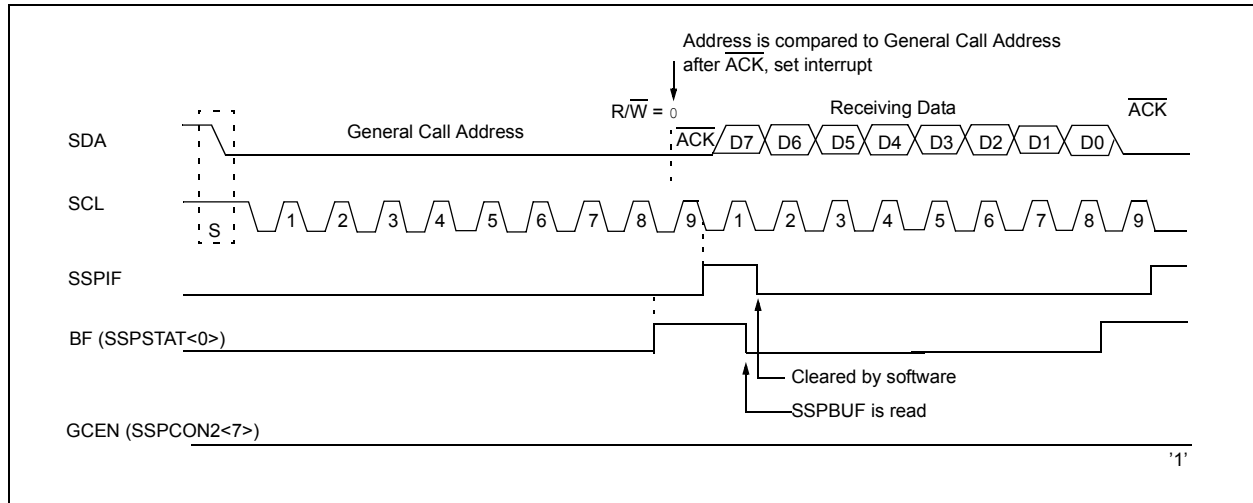 Address is compared to General Call Address
after ACK, set interrupt
R/W = 0
Receiving Data
ACK
General Call Address
SDA
ACK D7 D6 D5 D4 D3 D2 D1 D0
SCL
S
1 2 3 4 5 6 7 8 9 1 2 3 4 5 6 7 8 9
SSPIF
BF (SSPSTAT<0>)
Cleared by software
SSPBUF is read
GCEN (SSPCON2<7>)
’1’